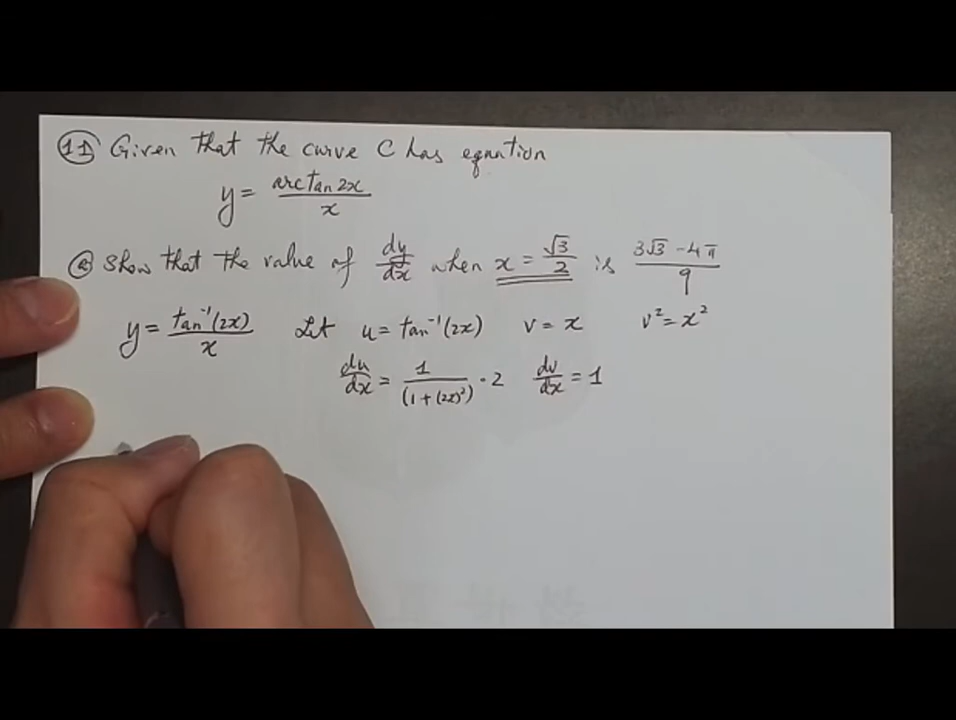 11 Given that the curve C has equation
y = arctan 2x / x
a Show that the value of dy/dx when x = √3/2 is 3√3 - 4π / 9
y = tan⁻¹(2x) / x Let u = tan⁻¹(2x) v = x v² = x²
du/dx = 1 / (1 + (2x)²) · 2 dv/dx = 1